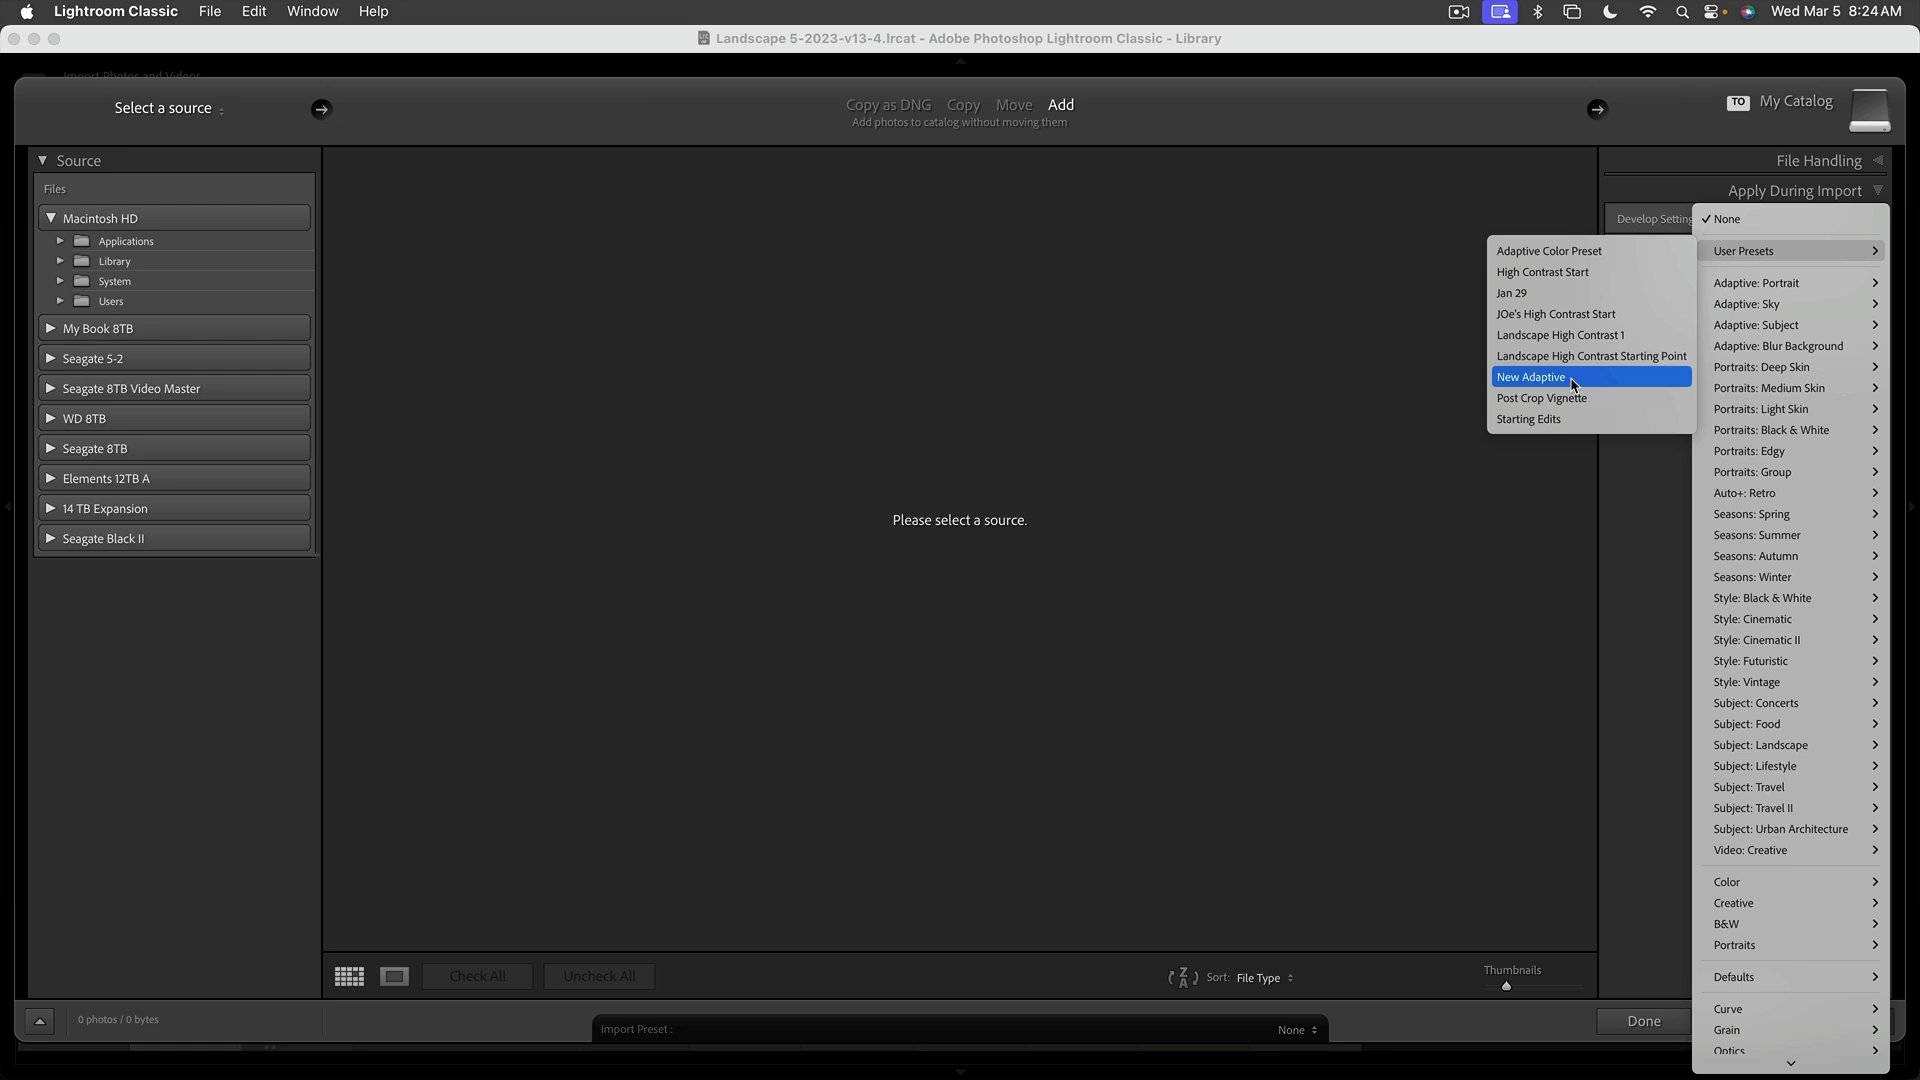 Lightroom Classic File Edit Window Help Wed Mar 5 8:24 AM
Landscape 5-2023-v13-4.lrcat - Adobe Photoshop Lightroom Classic - Library
Import Photos and Videos
Select a source
Copy as DNG Copy Move Add
Add photos to catalog without moving them
TO My Catalog
Source
Files
Macintosh HD
Applications
Library
System
Users
My Book 8TB
Seagate 5-2
Seagate 8TB Video Master
WD 8TB
Seagate 8TB
Elements 12TB A
14 TB Expansion
Seagate Black II
Please select a source.
File Handling
Apply During Import
Develop Setting
Adaptive Color Preset
High Contrast Start
Jan 29
JOe's High Contrast Start
Landscape High Contrast 1
Landscape High Contrast Starting Point
New Adaptive
Post Crop Vignette
Starting Edits
✓ None
User Presets
Adaptive: Portrait
Adaptive: Sky
Adaptive: Subject
Adaptive: Blur Background
Portraits: Deep Skin
Portraits: Medium Skin
Portraits: Light Skin
Portraits: Black & White
Portraits: Edgy
Portraits: Group
Auto+: Retro
Seasons: Spring
Seasons: Summer
Seasons: Autumn
Seasons: Winter
Style: Black & White
Style: Cinematic
Style: Cinematic II
Style: Futuristic
Style: Vintage
Subject: Concerts
Subject: Food
Subject: Landscape
Subject: Lifestyle
Subject: Travel
Subject: Travel II
Subject: Urban Architecture
Video: Creative
Color
Creative
B&W
Portraits
Defaults
Curve
Grain
Optics
Check All Uncheck All
Sort: File Type
Thumbnails
0 photos / 0 bytes
Import Preset : None
Done